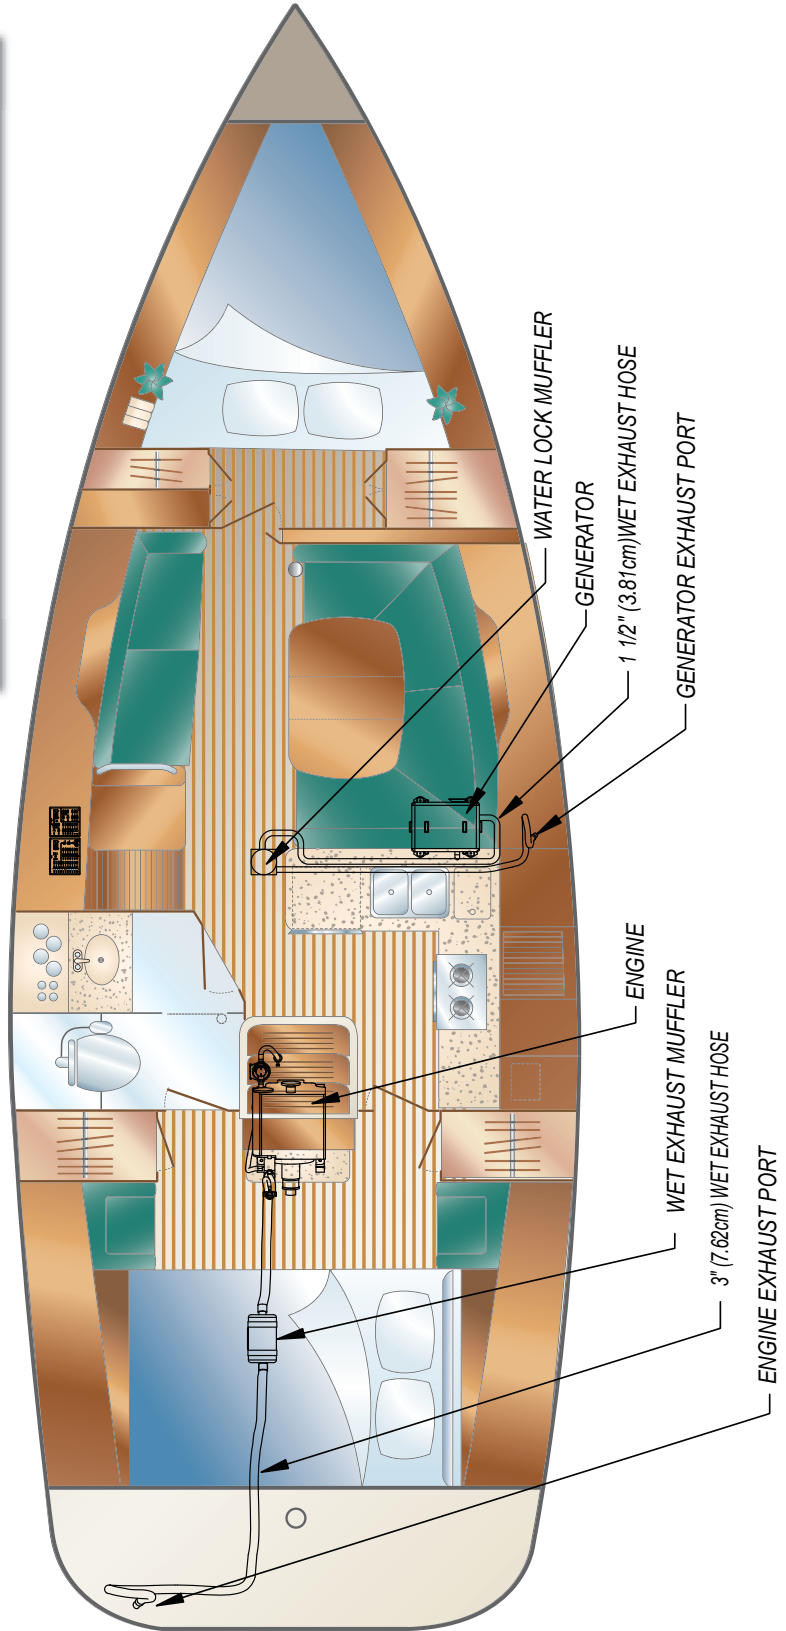 WATER LOCK MUFFLER
GENERATOR
1 1/2" (3.81cm)WET EXHAUST HOSE
GENERATOR EXHAUST PORT
ENGINE
WET EXHAUST MUFFLER
3" (7.62cm) WET EXHAUST HOSE
ENGINE EXHAUST PORT